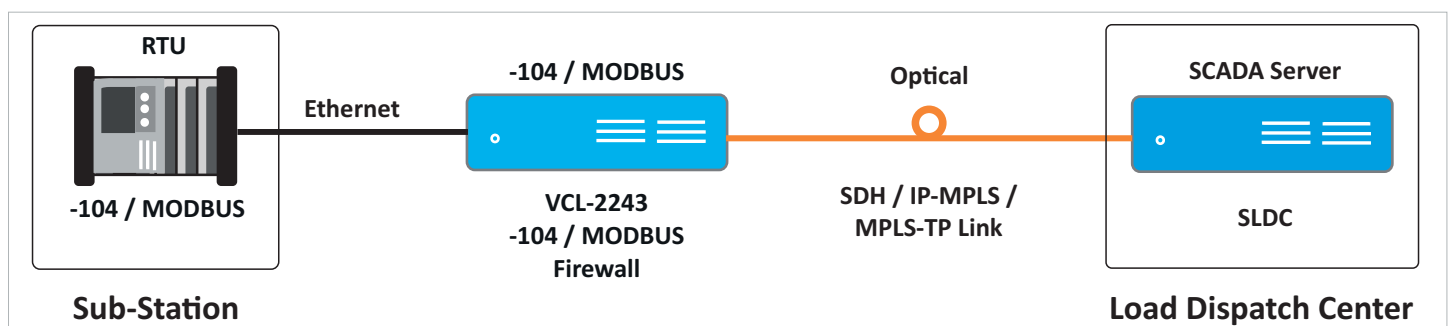 RTU
-104 / MODBUS
Sub-Station
Ethernet
-104 / MODBUS
VCL-2243
-104 / MODBUS
Firewall
Optical
SDH / IP-MPLS /
MPLS-TP Link
SCADA Server
SLDC
Load Dispatch Center